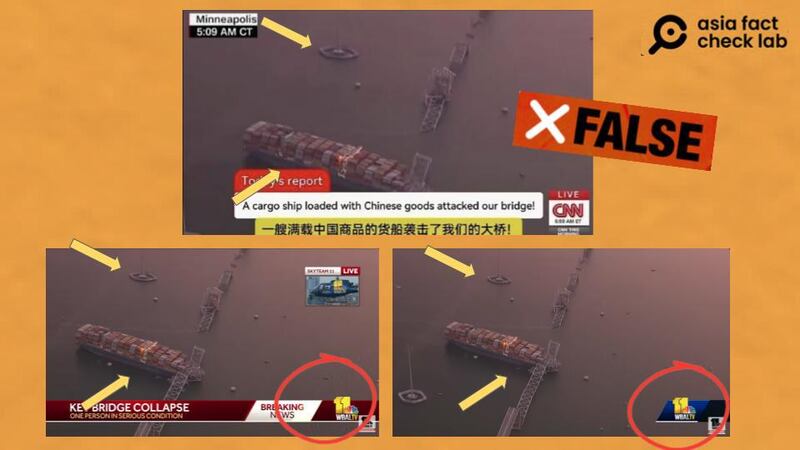 Minneapolis
5:09 AM CT
asia fact
check lab
FALSE
Today's report
A cargo ship loaded with Chinese goods attacked our bridge!
一艘满载中国商品的货船袭击了我们的大桥!
LIVE
CNN
CNN THIS
MORNING
SKYTEAM 11
LIVE
KEY BRIDGE COLLAPSE
ONE PERSON IN SERIOUS CONDITION
BREAKING
NEWS
11
WBALTV
11
WBALTV